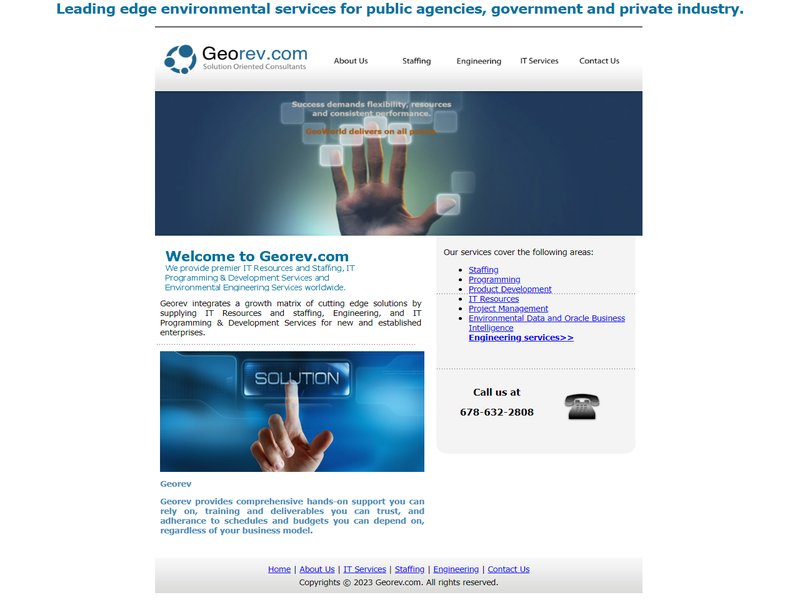 Leading edge environmental services for public agencies, government and private industry.
Georev.com
Solution Oriented Consultants
About Us Staffing Engineering IT Services Contact Us
Success demands flexibility, resources
and consistent performance.
GeoWorld delivers on all
Welcome to Georev.com
We provide premier IT Resources and Staffing, IT
Programming & Development Services and
Environmental Engineering Services worldwide.
Georev integrates a growth matrix of cutting edge solutions by
supplying IT Resources and staffing, Engineering, and IT
Programming & Development Services for new and established
enterprises.
SOLUTION
Georev
Georev provides comprehensive hands-on support you can
rely on, training and deliverables you can trust, and
adherance to schedules and budgets you can depend on,
regardless of your business model.
Our services cover the following areas:
Staffing
Programming
Product Development
IT Resources
Project Management
Environmental Data and Oracle Business
Intelligence
Engineering services>>
Call us at
678-632-2808
Home | About Us | IT Services | Staffing | Engineering | Contact Us
Copyrights © 2023 Georev.com. All rights reserved.